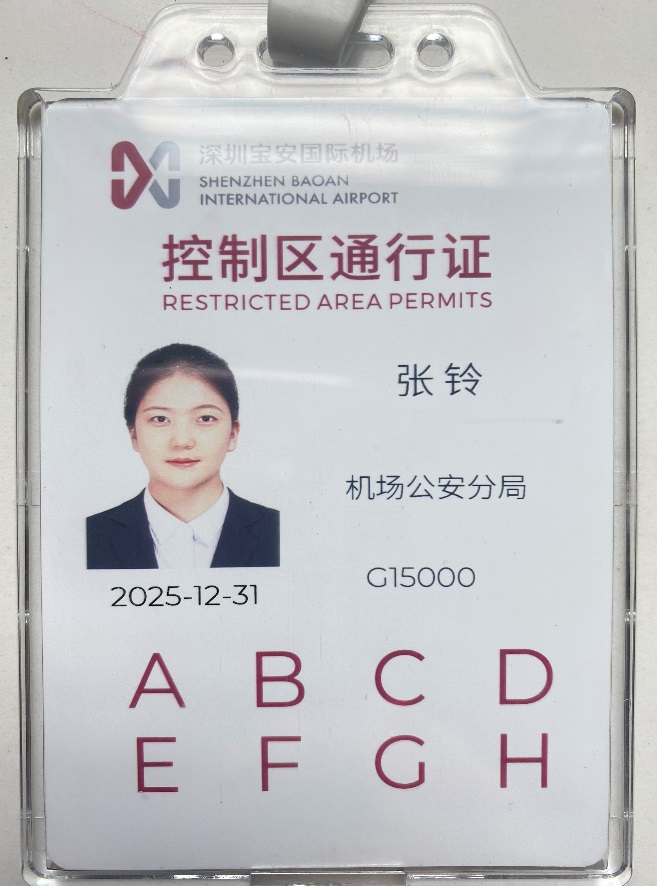 深圳宝安国际机场
SHENZHEN BAOAN
INTERNATIONAL AIRPORT
控制区通行证
RESTRICTED AREA PERMITS
张铃
机场公安分局
2025-12-31
G15000
A B C D
E F G H